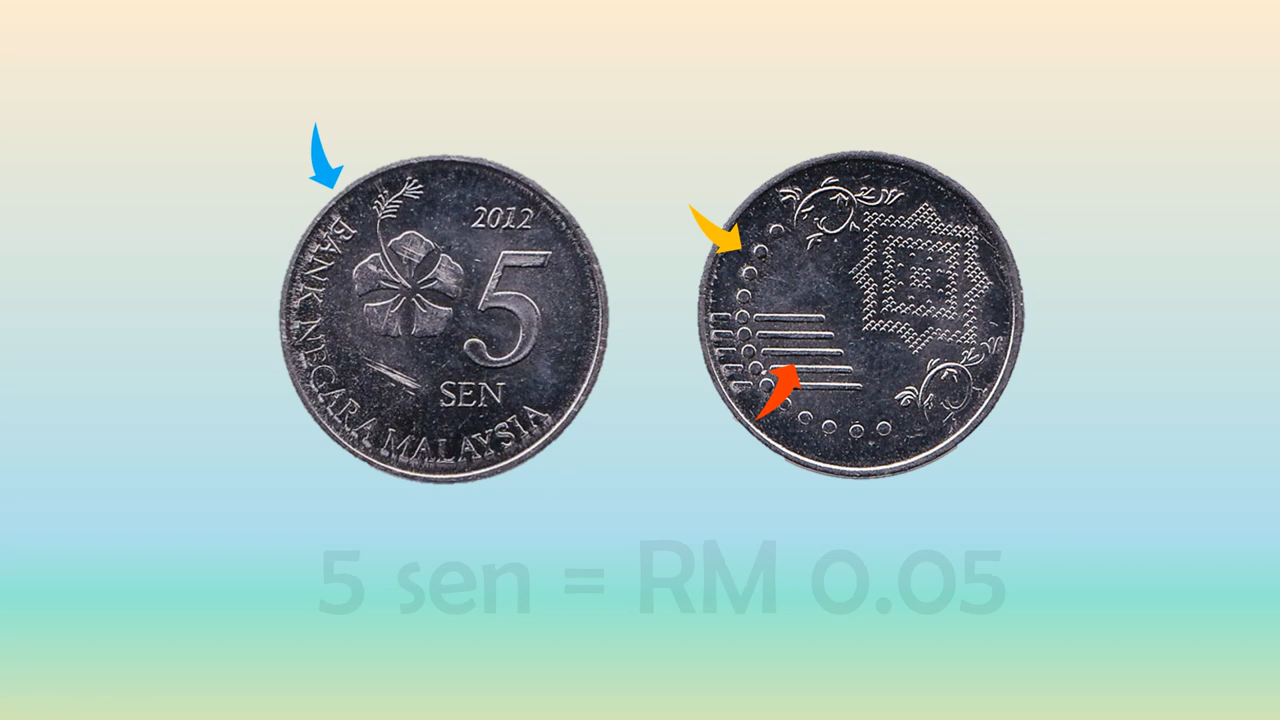 2012
5
SEN
BANK NEGARA MALAYSIA
5 sen = RM 0.05